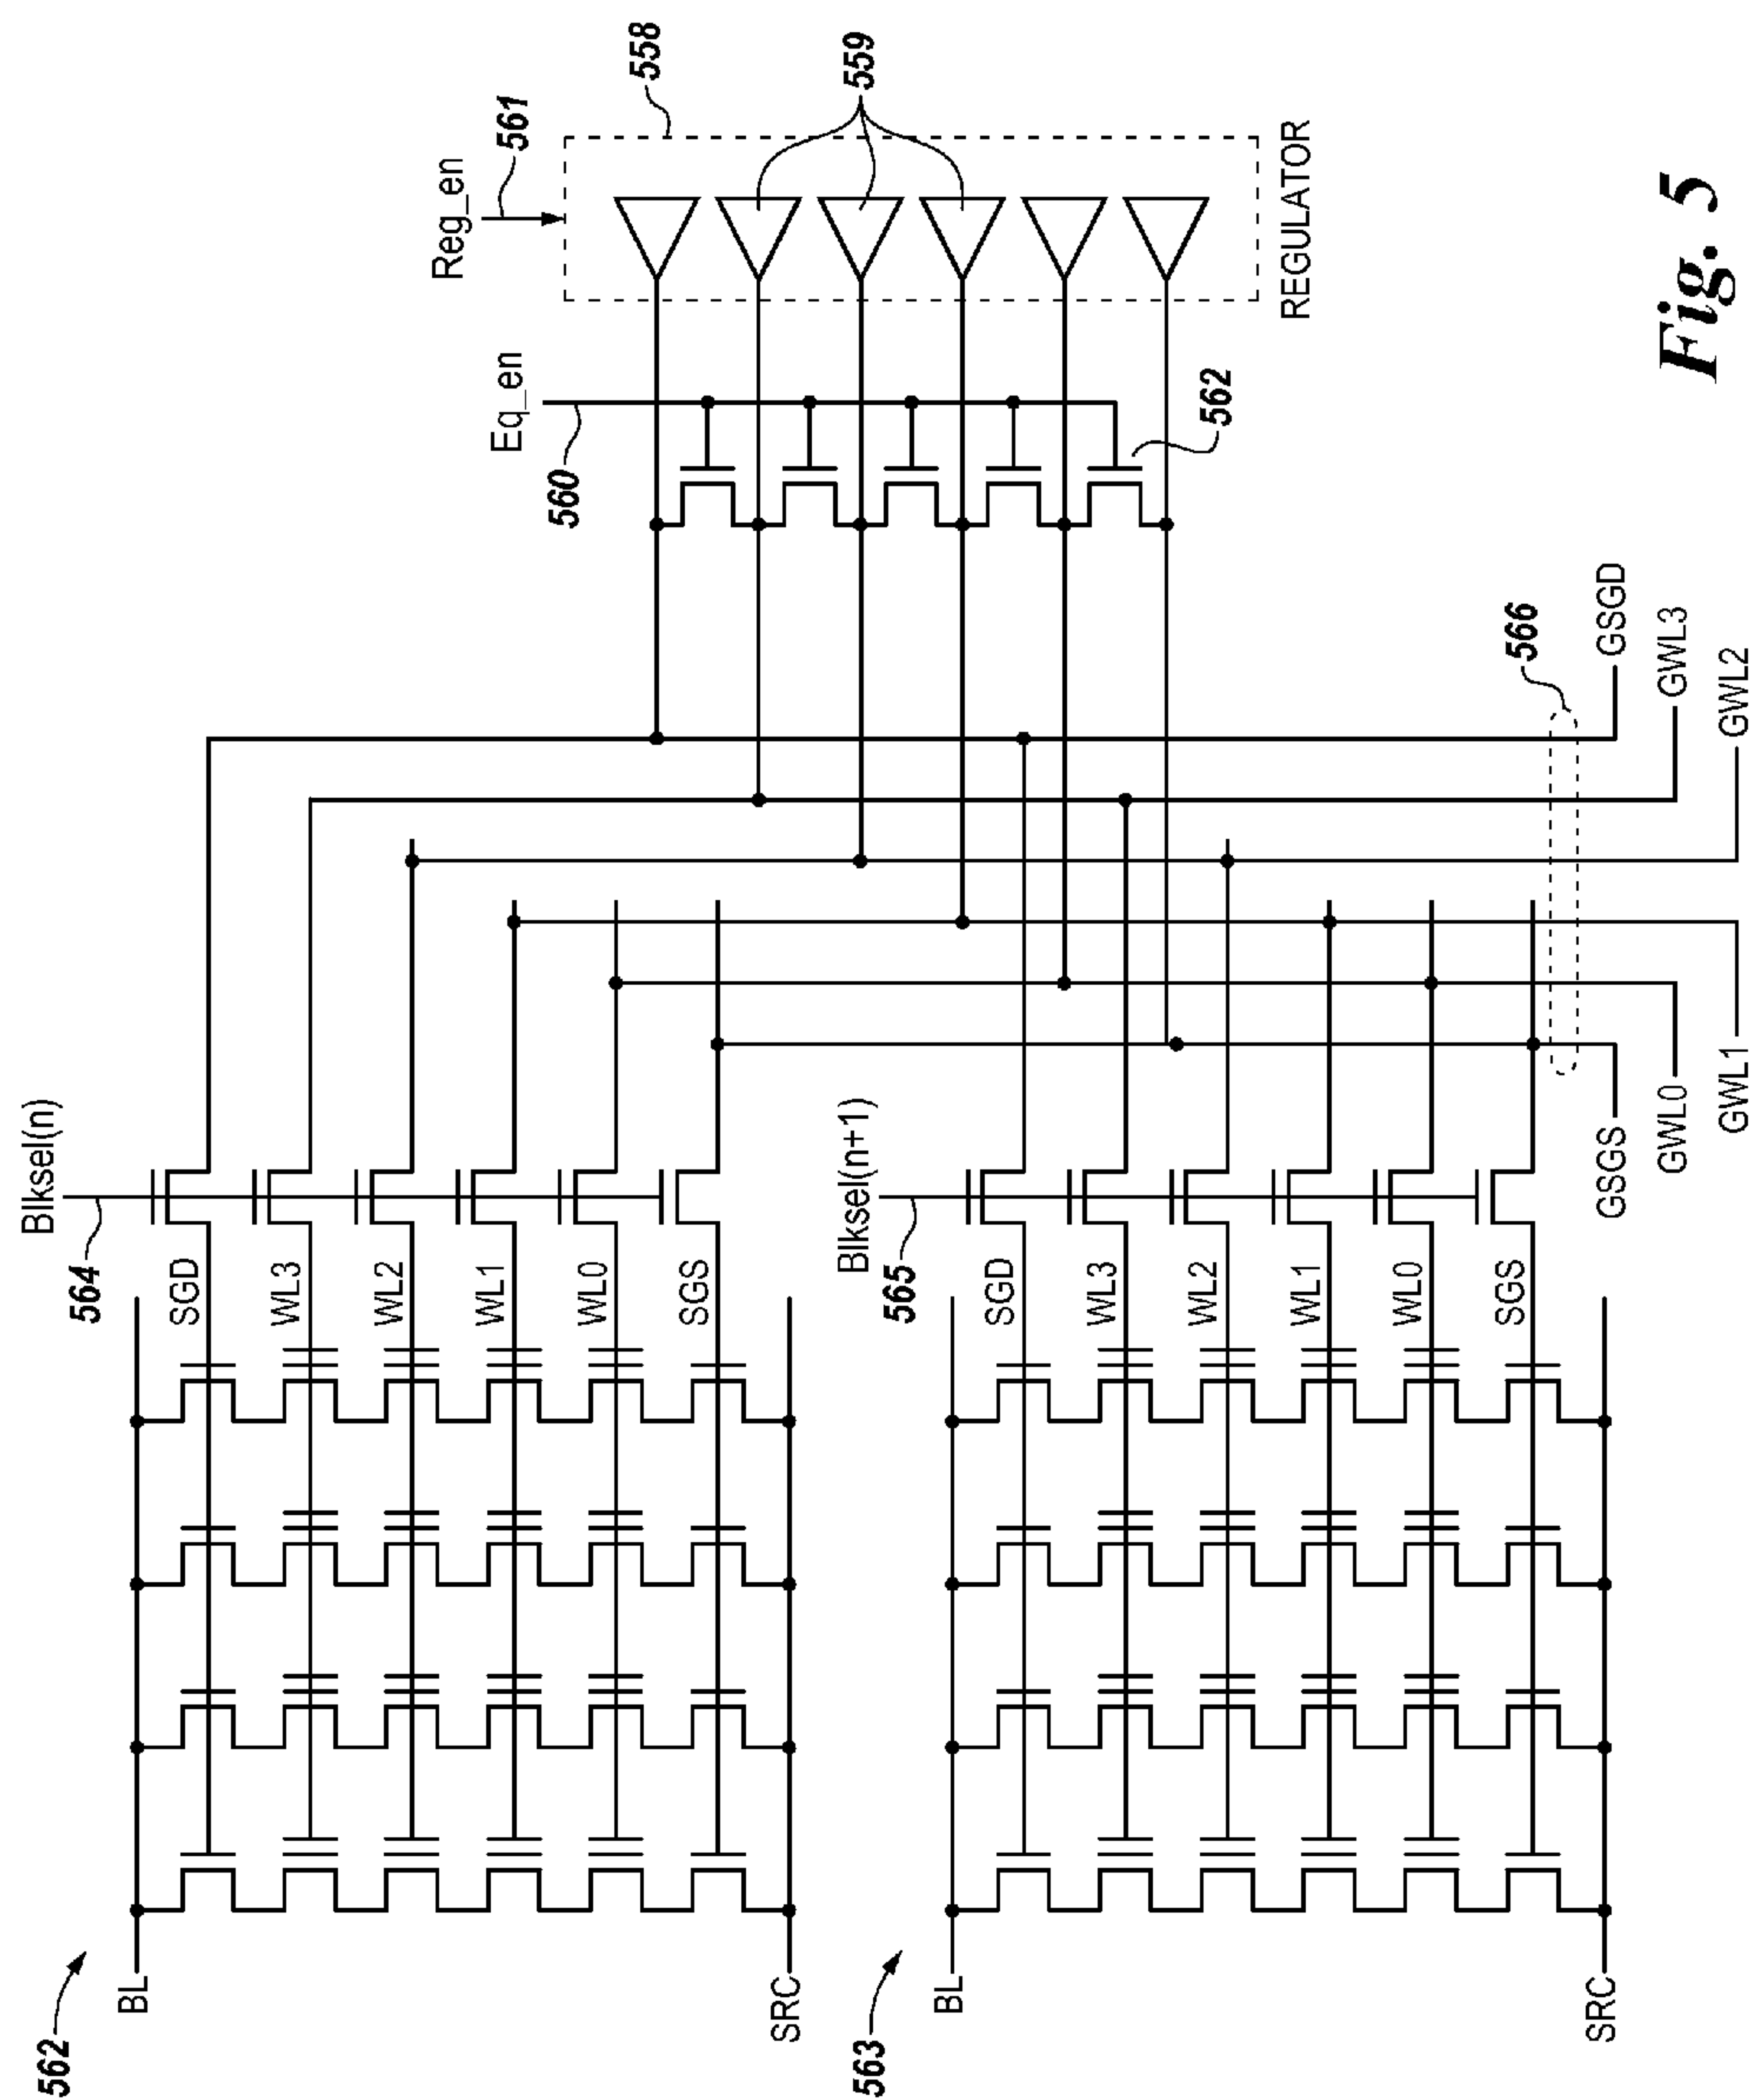 562
BL
SRC
564
Blksel(n)
SGD
WL3
WL2
WL1
WL0
SGS
563
BL
SRC
565
Blksel(n+1)
SGD
WL3
WL2
WL1
WL0
SGS
GSGS
GWL0
GWL1
566
GSGD
GWL3
GWL2
560
Eq_en
562
Reg_en
561
558
559
REGULATOR
Fig. 5